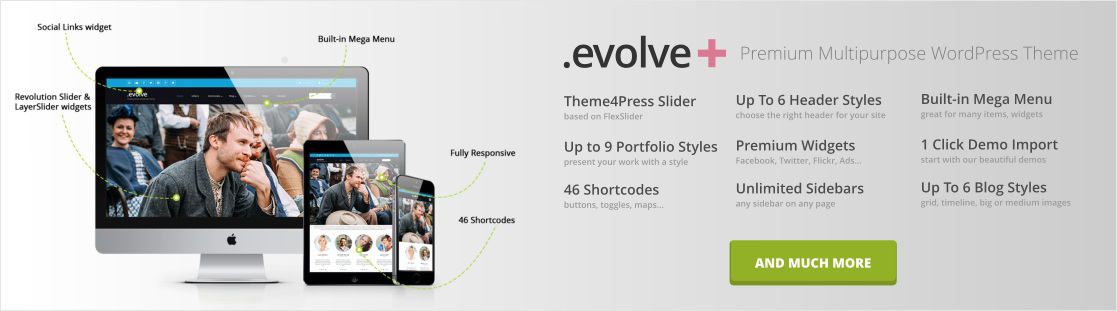 Social Links widget
Built-in Mega Menu
Revolution Slider &
LayerSlider widgets
.evolve
Fully Responsive
46 Shortcodes
.evolve+ Premium Multipurpose WordPress Theme
Theme4Press Slider
based on FlexSlider
Up To 6 Header Styles
choose the right header for your site
Built-in Mega Menu
great for many items, widgets
Up to 9 Portfolio Styles
present your work with a style
Premium Widgets
Facebook, Twitter, Flickr, Ads...
1 Click Demo Import
start with our beautiful demos
46 Shortcodes
buttons, toggles, maps...
Unlimited Sidebars
any sidebar on any page
Up To 6 Blog Styles
grid, timeline, big or medium images
AND MUCH MORE